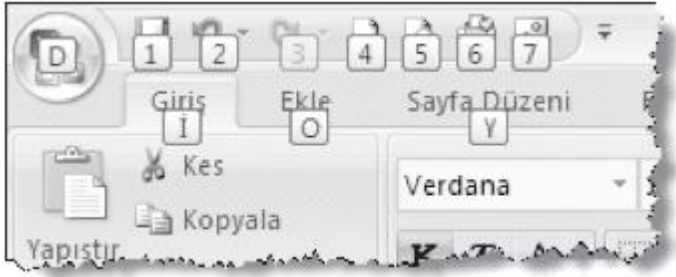 D 1 2 3 4 5 6 7
Giriş Ekle Sayfa Düzeni
İ O Y
Kes
Verdana
Kopyala
Yapıştır K T